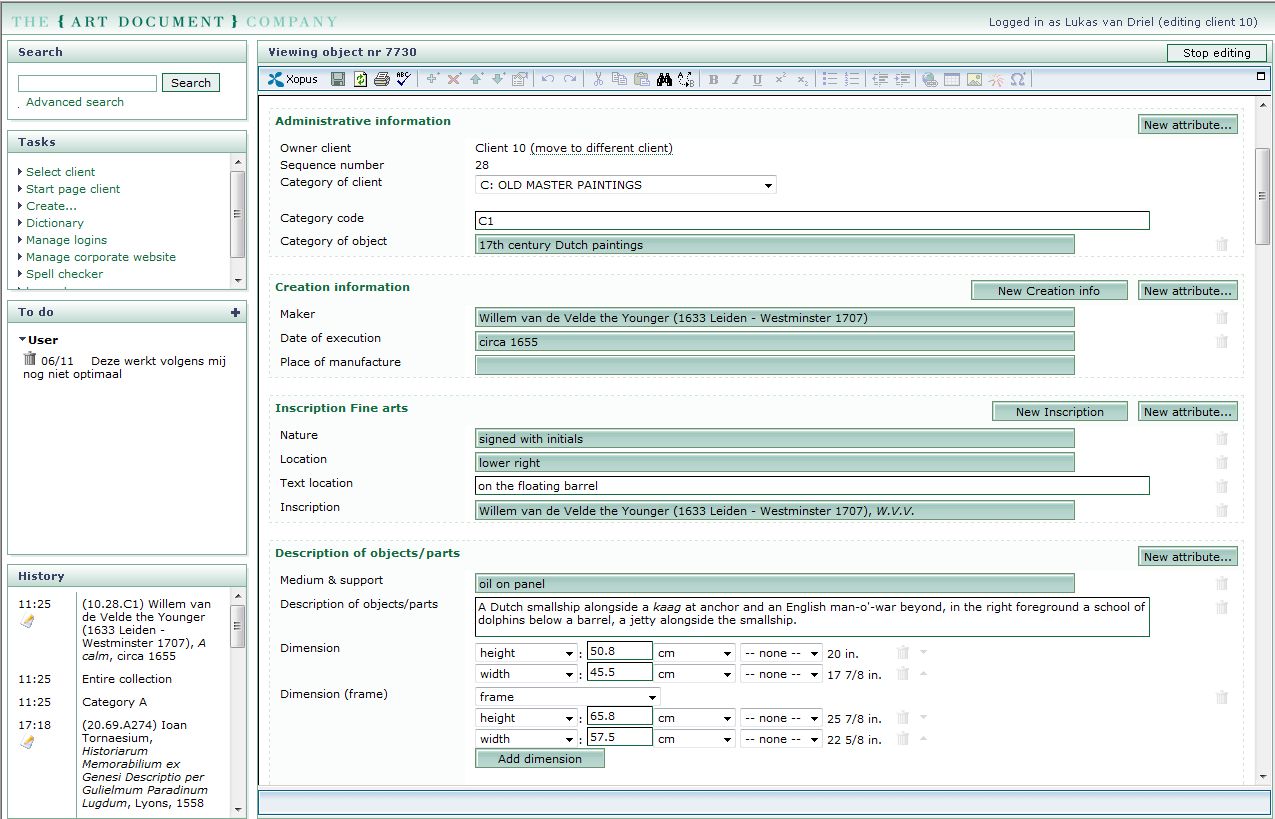 THE { ART DOCUMENT } COMPANY
Logged in as Lukas van Driel (editing client 10)
Search
Search
Advanced search
Tasks
Select client
Start page client
Create...
Dictionary
Manage logins
Manage corporate website
Spell checker
To do
+
User
06/11 Deze werkt volgens mij
nog niet optimaal
History
11:25 (10.28.C1) Willem van
de Velde the Younger
(1633 Leiden -
Westminster 1707), A
calm, circa 1655
11:25 Entire collection
11:25 Category A
17:18 (20.69.A274) Ioan
Tornaesium,
Historiarum
Memorabilium ex
Genesi Descriptio per
Gulielmum Paradinum
Lugdum, Lyons, 1558
Viewing object nr 7730
Stop editing
Xopus
ABC
B I U x² x₂
Ω
Administrative information
New attribute...
Owner client Client 10 (move to different client)
Sequence number 28
Category of client C: OLD MASTER PAINTINGS
Category code C1
Category of object 17th century Dutch paintings
Creation information
New Creation info New attribute...
Maker Willem van de Velde the Younger (1633 Leiden - Westminster 1707)
Date of execution circa 1655
Place of manufacture
Inscription Fine arts
New Inscription New attribute...
Nature signed with initials
Location lower right
Text location on the floating barrel
Inscription Willem van de Velde the Younger (1633 Leiden - Westminster 1707), W.V.V.
Description of objects/parts
New attribute...
Medium & support oil on panel
Description of objects/parts A Dutch smallship alongside a kaag at anchor and an English man-o'-war beyond, in the right foreground a school of
dolphins below a barrel, a jetty alongside the smallship.
Dimension height : 50.8 cm -- none -- 20 in.
width : 45.5 cm -- none -- 17 7/8 in.
Dimension (frame) frame
height : 65.8 cm -- none -- 25 7/8 in.
width : 57.5 cm -- none -- 22 5/8 in.
Add dimension